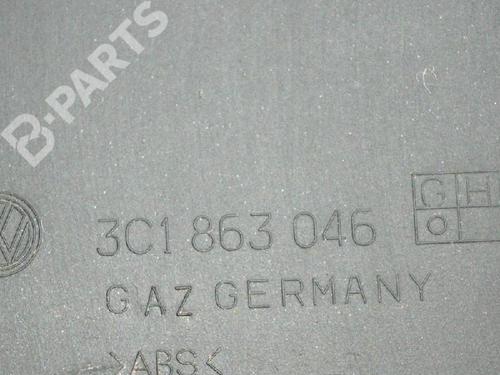 B-PARTS
G H
O
3C1 863 046
GAZ GERMANY
>ABS<